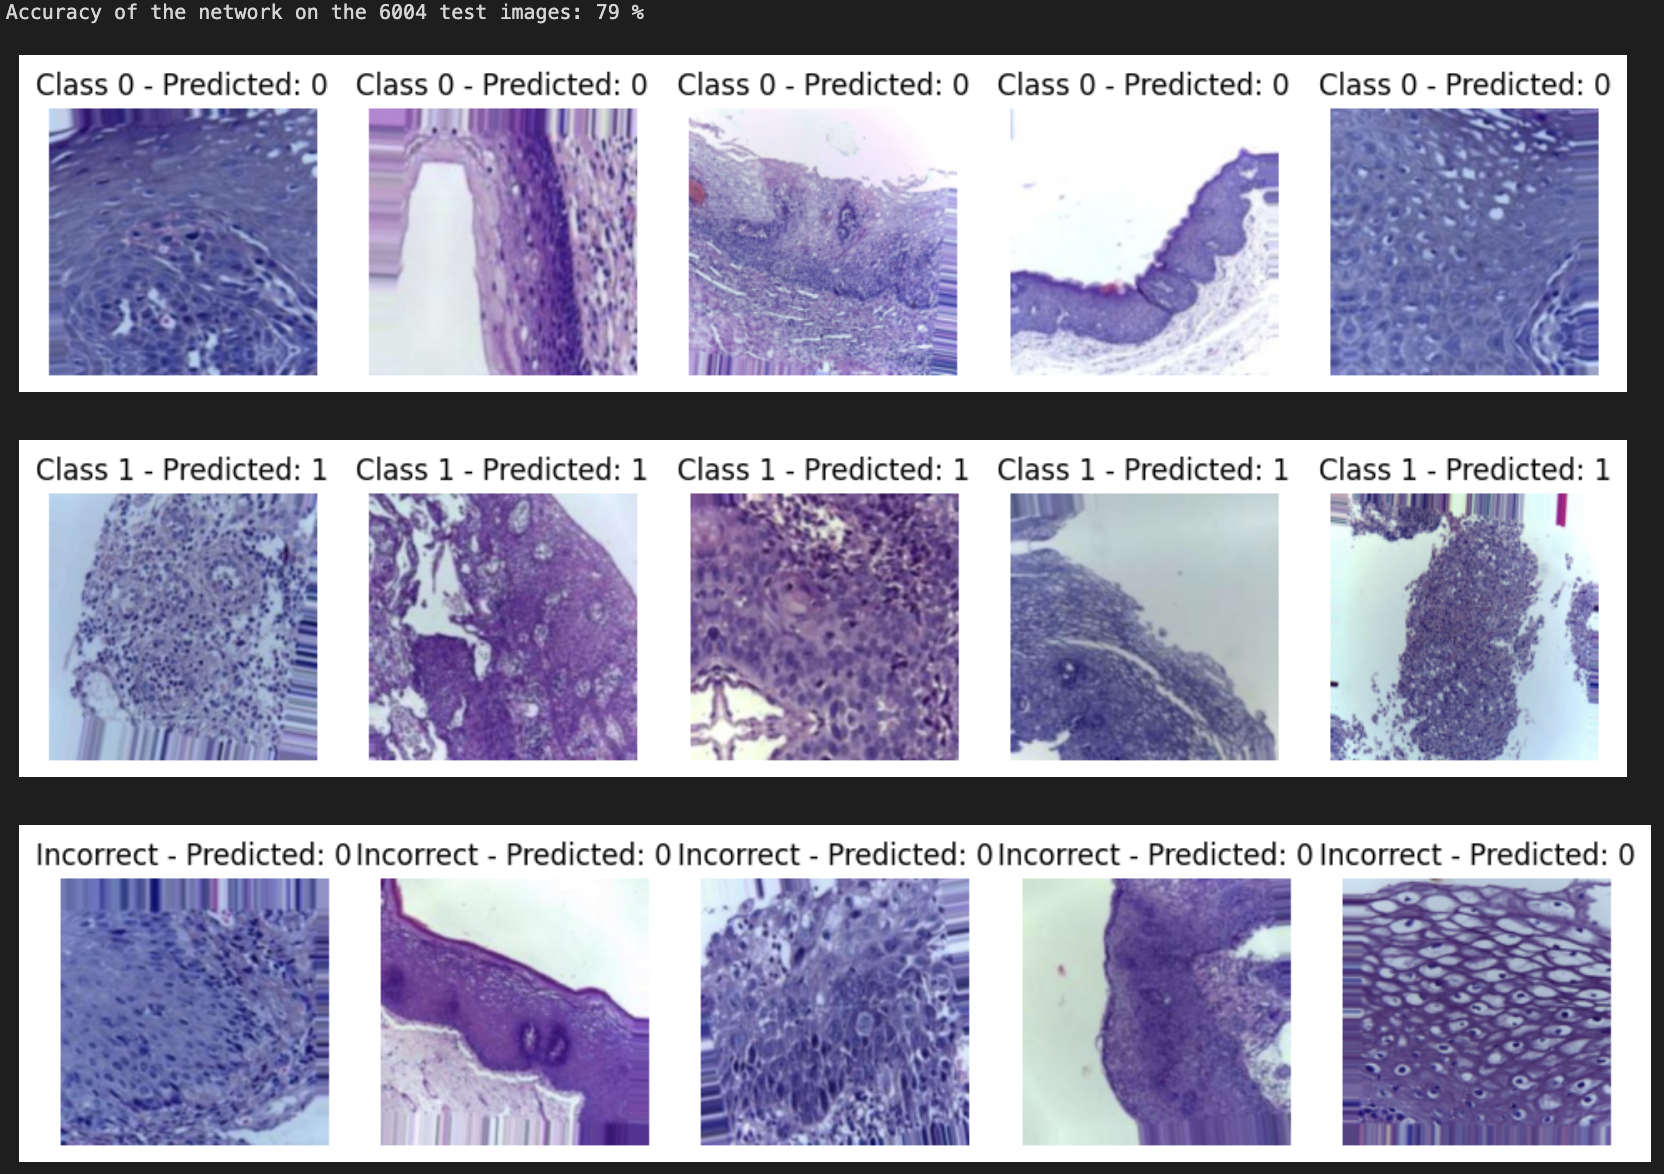 Accuracy of the network on the 6004 test images: 79 %
Class 0 - Predicted: 0 Class 0 - Predicted: 0 Class 0 - Predicted: 0 Class 0 - Predicted: 0 Class 0 - Predicted: 0
Class 1 - Predicted: 1 Class 1 - Predicted: 1 Class 1 - Predicted: 1 Class 1 - Predicted: 1 Class 1 - Predicted: 1
Incorrect - Predicted: 0 Incorrect - Predicted: 0 Incorrect - Predicted: 0 Incorrect - Predicted: 0 Incorrect - Predicted: 0